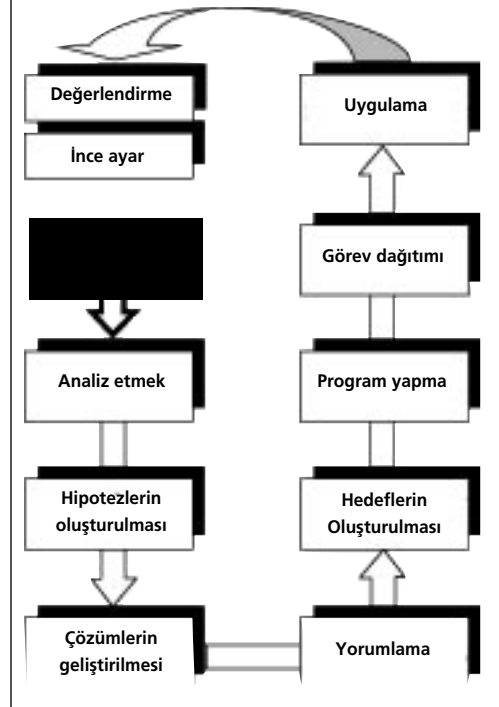 Değerlendirme
İnce ayar
Analiz etmek
Hipotezlerin
oluşturulması
Çözümlerin
geliştirilmesi
Yorumlama
Hedeflerin
Oluşturulması
Program yapma
Görev dağıtımı
Uygulama